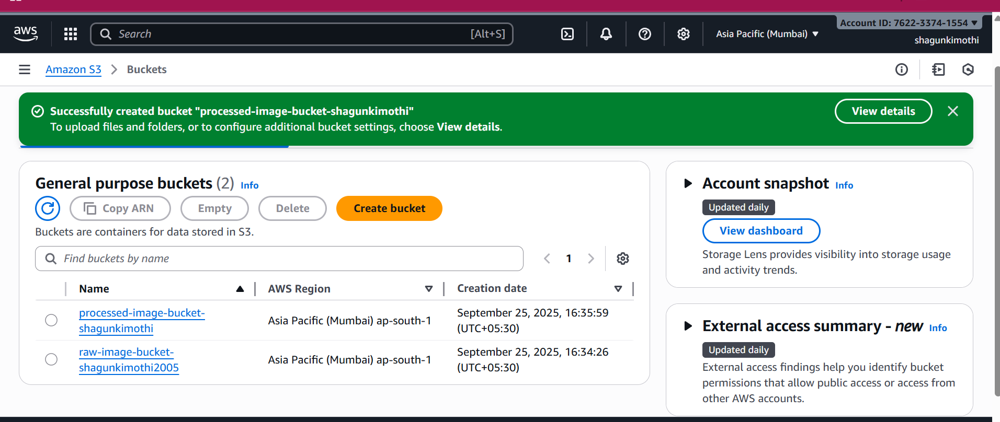 aws
Search
[Alt+S]
Asia Pacific (Mumbai)
Account ID: 7622-3374-1554
shagunkimothi
Amazon S3
Buckets
Successfully created bucket "processed-image-bucket-shagunkimothi"
To upload files and folders, or to configure additional bucket settings, choose View details.
View details
General purpose buckets (2) Info
Copy ARN
Empty
Delete
Create bucket
Buckets are containers for data stored in S3.
Find buckets by name
1
Name
AWS Region
Creation date
processed-image-bucket-
shagunkimothi
Asia Pacific (Mumbai) ap-south-1
September 25, 2025, 16:35:59
(UTC+05:30)
raw-image-bucket-
shagunkimothi2005
Asia Pacific (Mumbai) ap-south-1
September 25, 2025, 16:34:26
(UTC+05:30)
Account snapshot Info
Updated daily
View dashboard
Storage Lens provides visibility into storage usage
and activity trends.
External access summary - new Info
Updated daily
External access findings help you identify bucket
permissions that allow public access or access from
other AWS accounts.